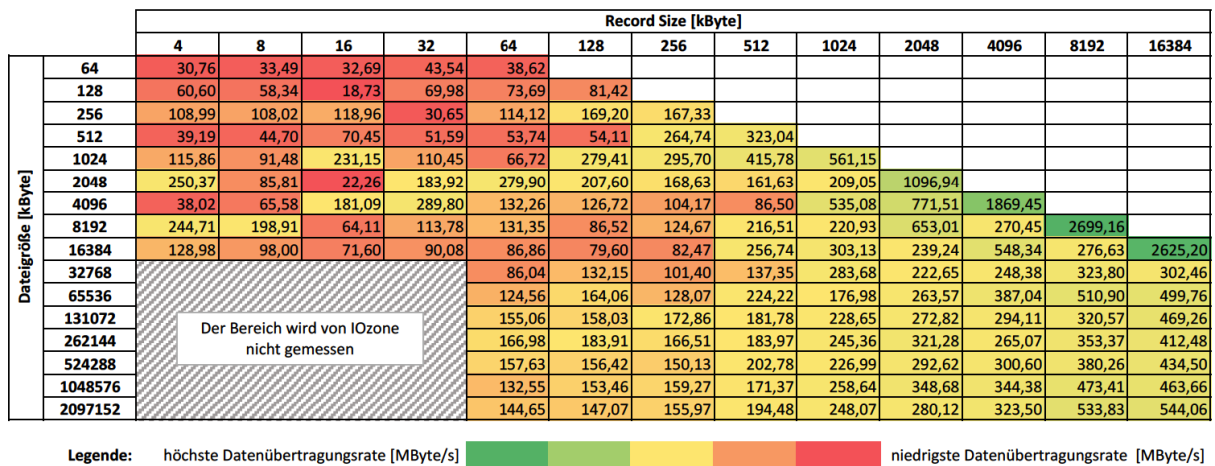 Record Size [kByte]
4 8 16 32 64 128 256 512 1024 2048 4096 8192 16384
Dateigröße [kByte]
64 30,76 33,49 32,69 43,54 38,62
128 60,60 58,34 18,73 69,98 73,69 81,42
256 108,99 108,02 118,96 30,65 114,12 169,20 167,33
512 39,19 44,70 70,45 51,59 53,74 54,11 264,74 323,04
1024 115,86 91,48 231,15 110,45 66,72 279,41 295,70 415,78 561,15
2048 250,37 85,81 22,26 183,92 279,90 207,60 168,63 161,63 209,05 1096,94
4096 38,02 65,58 181,09 289,80 132,26 126,72 104,17 86,50 535,08 771,51 1869,45
8192 244,71 198,91 64,11 113,78 131,35 86,52 124,67 216,51 220,93 653,01 270,45 2699,16
16384 128,98 98,00 71,60 90,08 86,86 79,60 82,47 256,74 303,13 239,24 548,34 276,63 2625,20
32768 86,04 132,15 101,40 137,35 283,68 222,65 248,38 323,80 302,46
65536 124,56 164,06 128,07 224,22 176,98 263,57 387,04 510,90 499,76
131072 155,06 158,03 172,86 181,78 228,65 272,82 294,11 320,57 469,26
262144 166,98 183,91 166,51 183,97 245,36 321,28 265,07 353,37 412,48
524288 157,63 156,42 150,13 202,78 226,99 292,62 300,60 380,26 434,50
1048576 132,55 153,46 159,27 171,37 258,64 348,68 344,38 473,41 463,66
2097152 144,65 147,07 155,97 194,48 248,07 280,12 323,50 533,83 544,06
Der Bereich wird von IOzone
nicht gemessen
Legende: höchste Datenübertragungsrate [MByte/s] niedrigste Datenübertragungsrate [MByte/s]